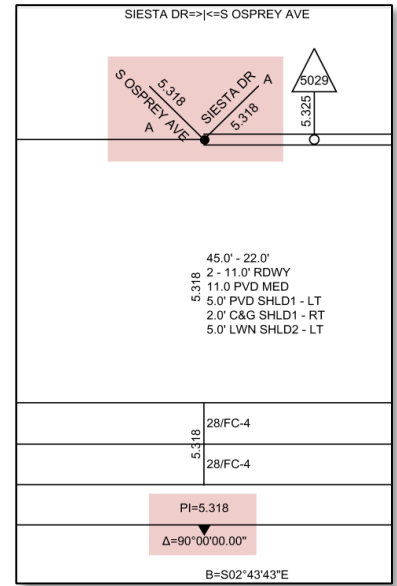 SIESTA DR=>|<=S OSPREY AVE
S OSPREY AVE
5.318
SIESTA DR
5.318
A
A
5029
5.325
5.318
45.0' - 22.0'
2 - 11.0' RDWY
11.0 PVD MED
5.0' PVD SHLD1 - LT
2.0' C&G SHLD1 - RT
5.0' LWN SHLD2 - LT
5.318
28/FC-4
28/FC-4
PI=5.318
Δ=90°00'00.00"
B=S02°43'43"E